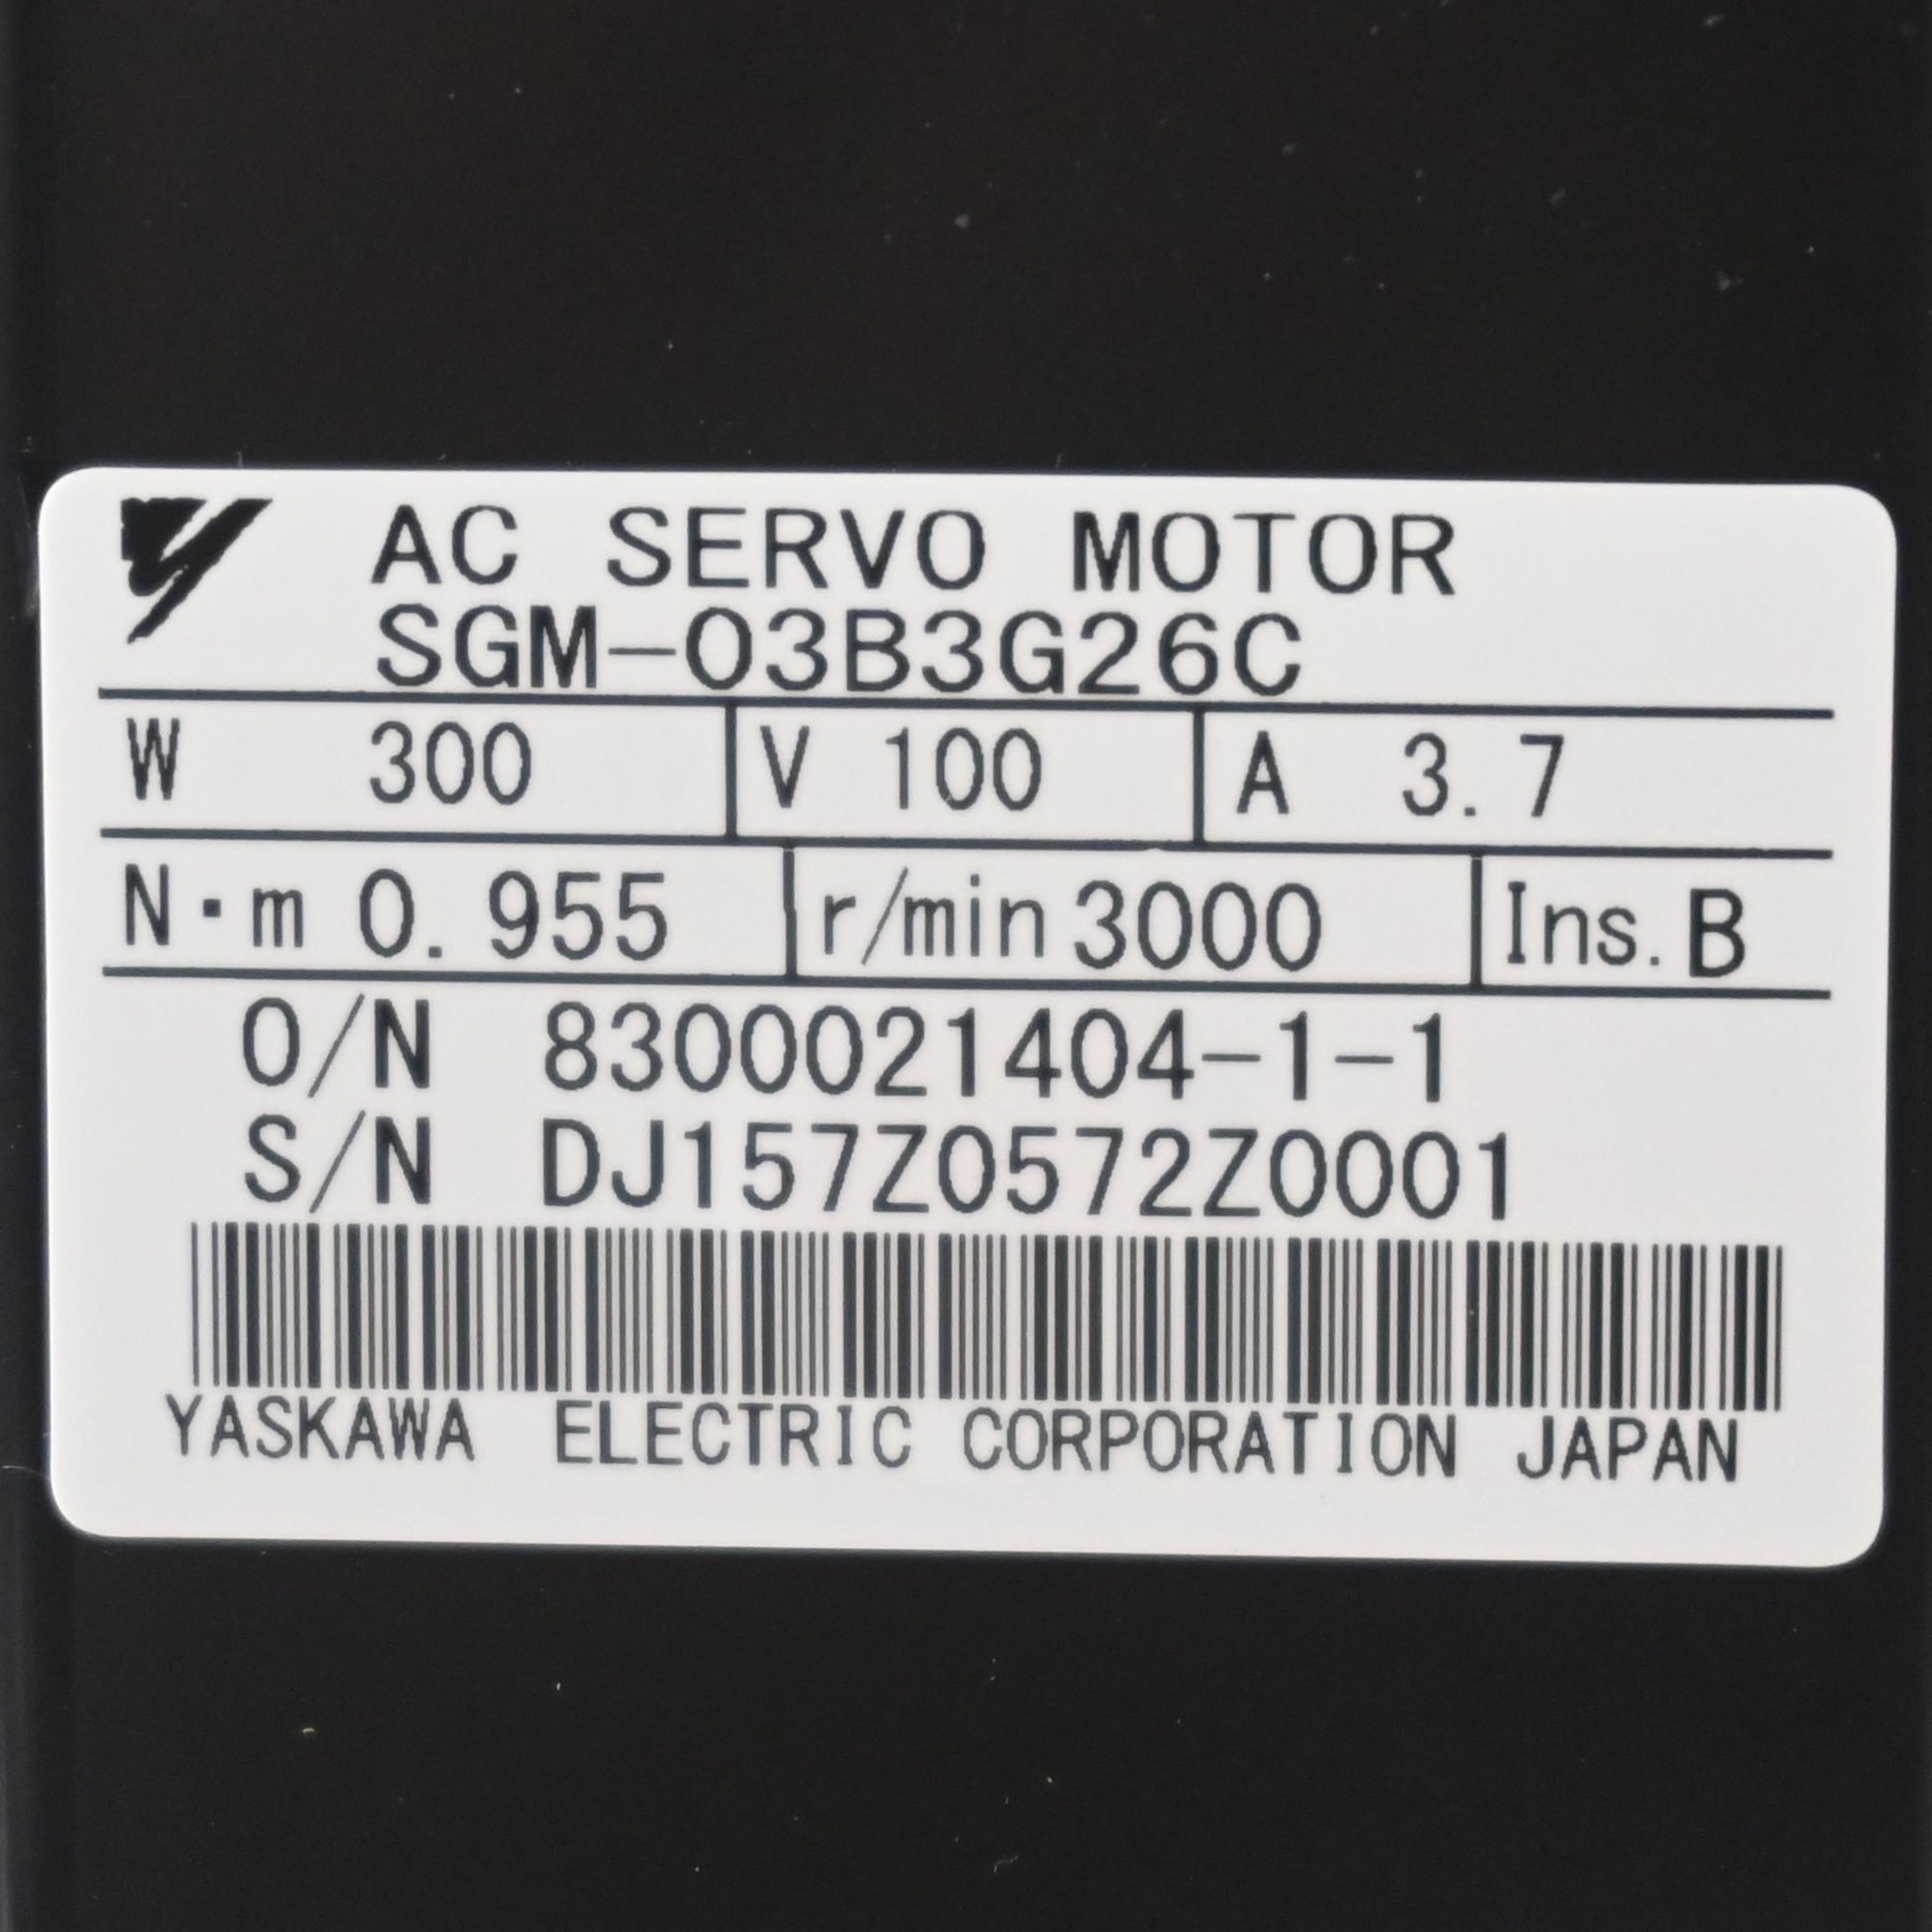 AC SERVO MOTOR
SGM-03B3G26C
W 300 V 100 A 3.7
N·m 0.955 r/min 3000 Ins. B
O/N 8300021404-1-1
S/N DJ157Z0572Z0001
YASKAWA ELECTRIC CORPORATION JAPAN